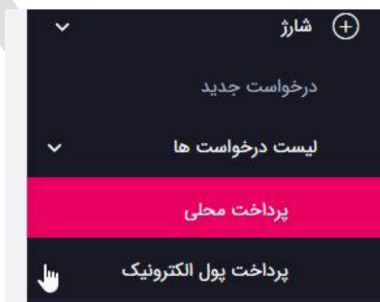 شارژ
درخواست جدید
لیست درخواست ها
پرداخت محلی
پرداخت پول الکترونیک